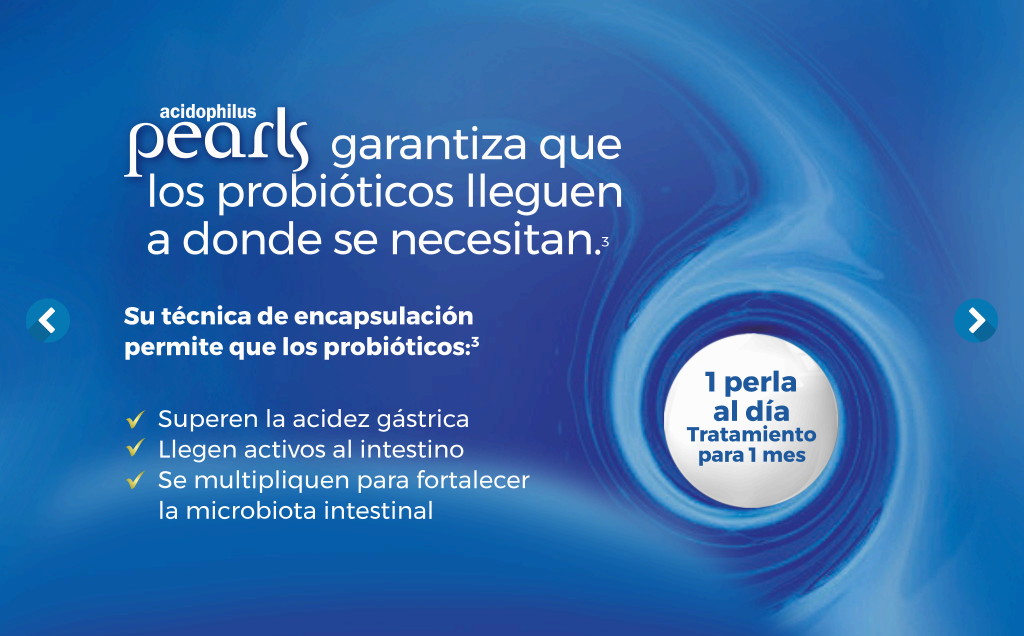 acidophilus
pearls garantiza que
los probióticos lleguen
a donde se necesitan.3
Su técnica de encapsulación
permite que los probióticos:3
Superen la acidez gástrica
Llegen activos al intestino
Se multipliquen para fortalecer
la microbiota intestinal
1 perla
al día
Tratamiento
para 1 mes